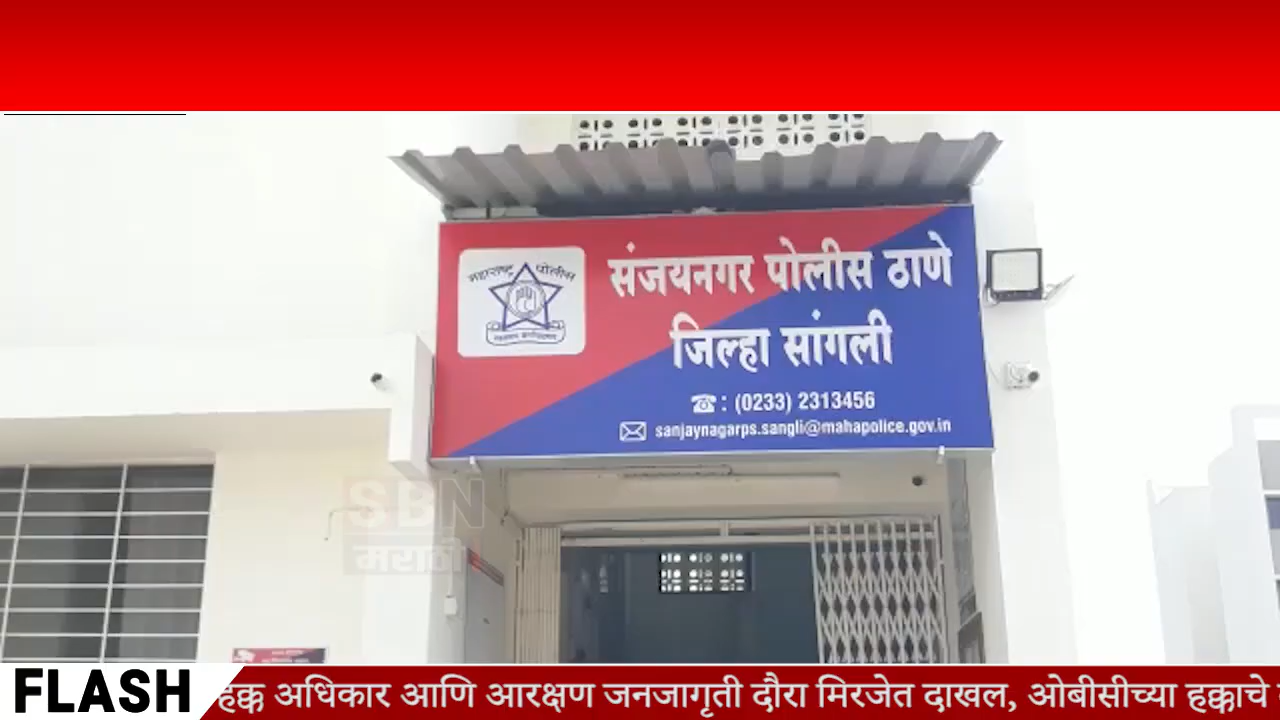 महाराष्ट्र पोलीस
संजयनगर पोलीस ठाणे
जिल्हा सांगली
: (0233) 2313456
sanjaynagarps.sangli@mahapolice.gov.in
SBN
मराठी
FLASH
हक्क अधिकार आणि आरक्षण जनजागृती दौरा मिरजेत दाखल, ओबीसीच्या हक्काचे